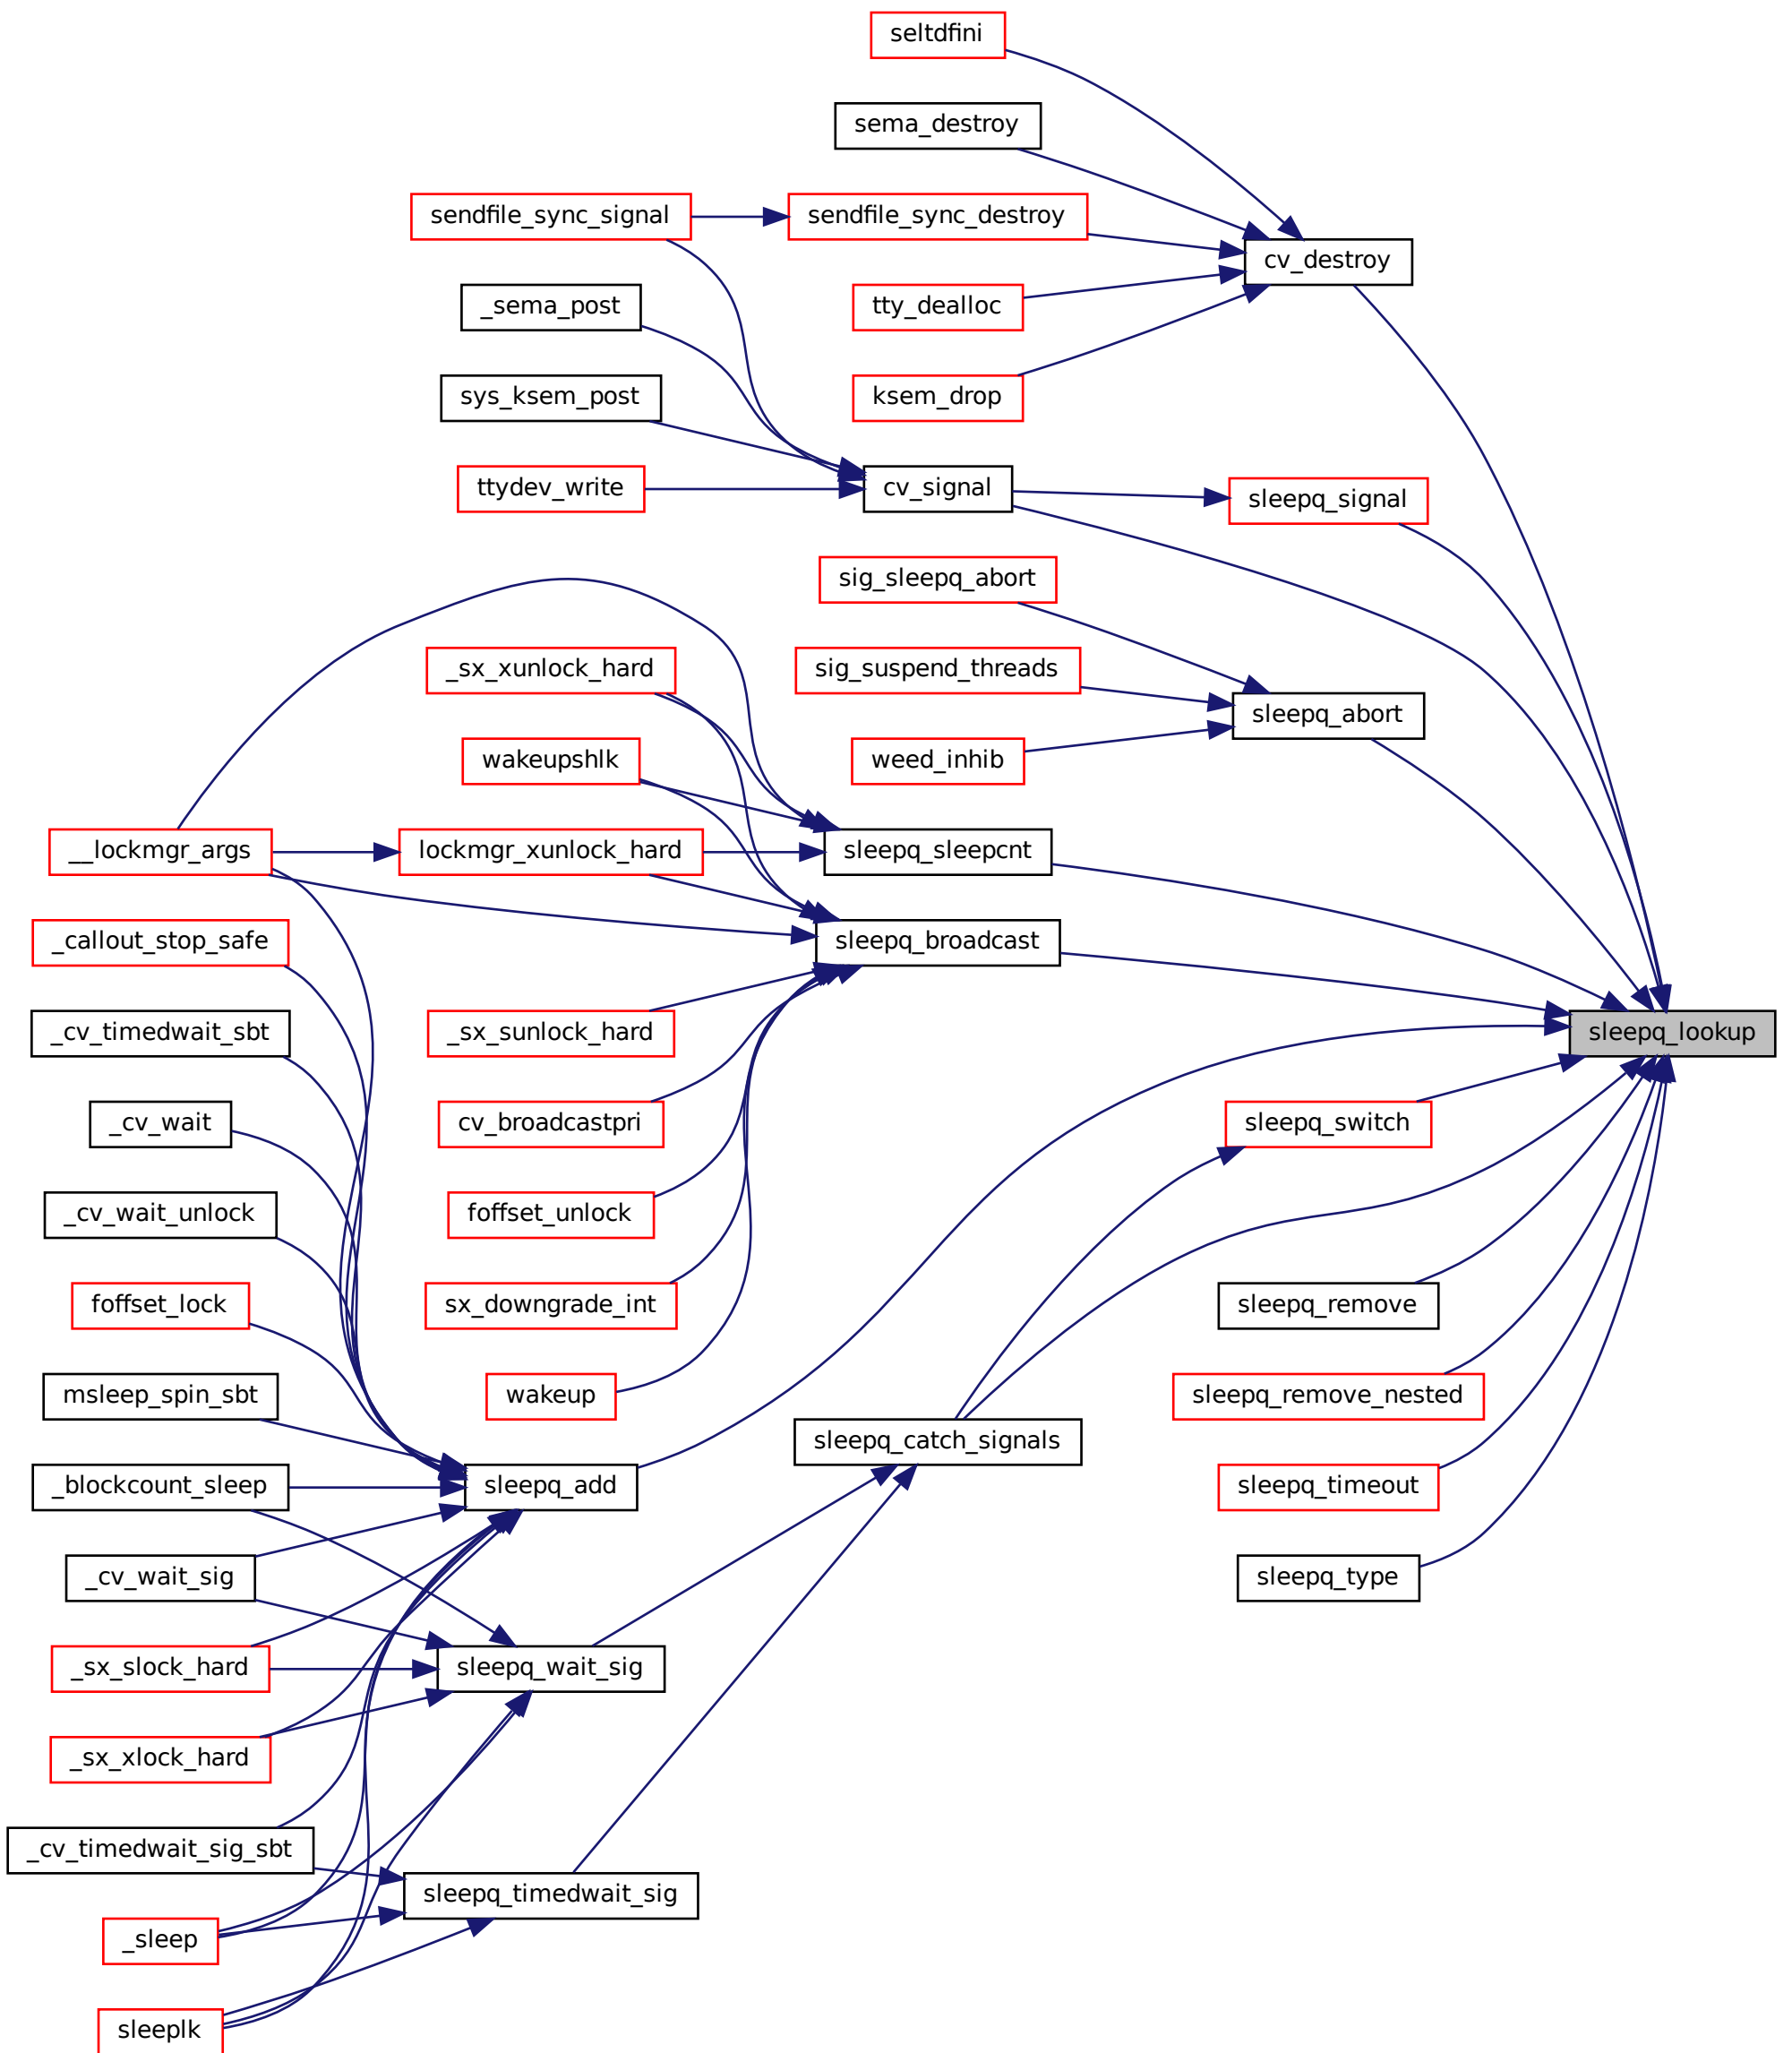 seltdfini
sema_destroy
sendfile_sync_signal
sendfile_sync_destroy
cv_destroy
_sema_post
tty_dealloc
sys_ksem_post
ksem_drop
ttydev_write
cv_signal
sleepq_signal
sig_sleepq_abort
_sx_xunlock_hard
sig_suspend_threads
sleepq_abort
wakeupshlk
weed_inhib
__lockmgr_args
lockmgr_xunlock_hard
sleepq_sleepcnt
_callout_stop_safe
sleepq_broadcast
_cv_timedwait_sbt
_sx_sunlock_hard
sleepq_lookup
_cv_wait
cv_broadcastpri
sleepq_switch
_cv_wait_unlock
foffset_unlock
foffset_lock
sx_downgrade_int
sleepq_remove
msleep_spin_sbt
wakeup
sleepq_remove_nested
sleepq_catch_signals
_blockcount_sleep
sleepq_add
sleepq_timeout
_cv_wait_sig
sleepq_type
_sx_slock_hard
sleepq_wait_sig
_sx_xlock_hard
_cv_timedwait_sig_sbt
sleepq_timedwait_sig
_sleep
sleeplk